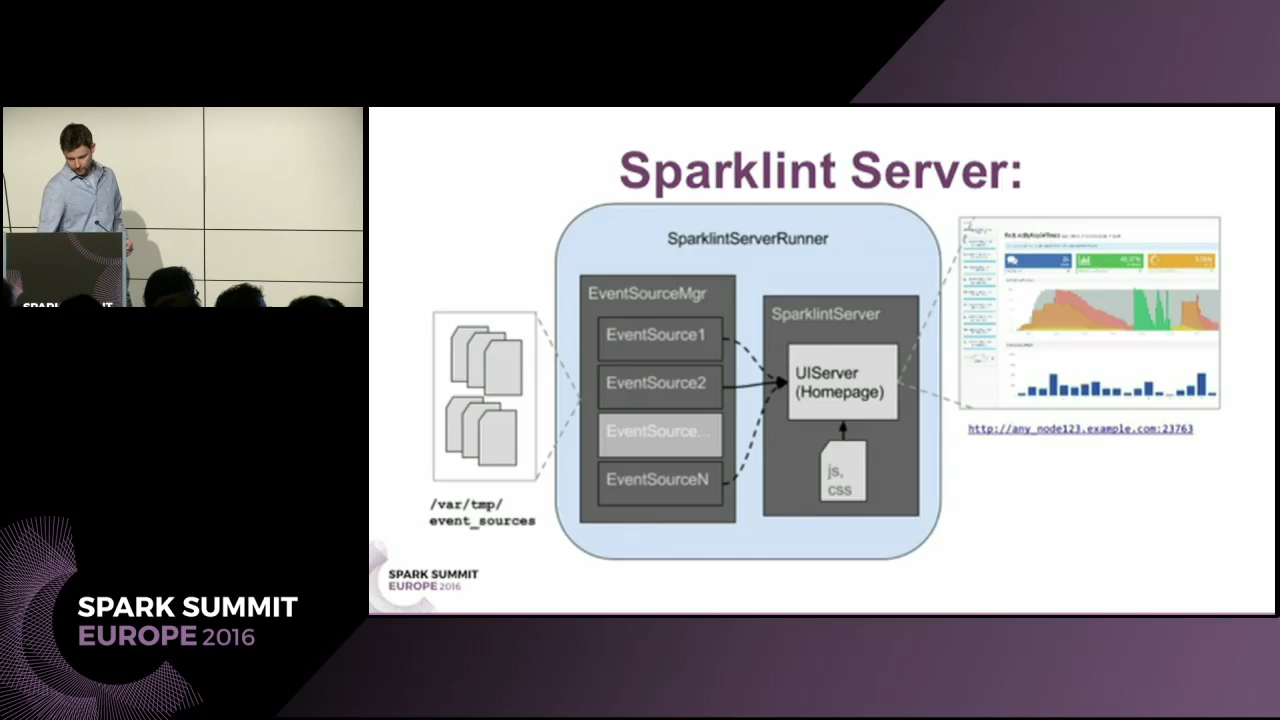 Sparklint Server:
SparklintServerRunner
EventSourceMgr
EventSource1
EventSource2
EventSource...
EventSourceN
SparklintServer
UIServer
(Homepage)
js,
css
/var/tmp/
event_sources
http://any_node123.example.com:23763
SPARK SUMMIT
EUROPE 2016
SPARK SUMMIT
EUROPE 2016